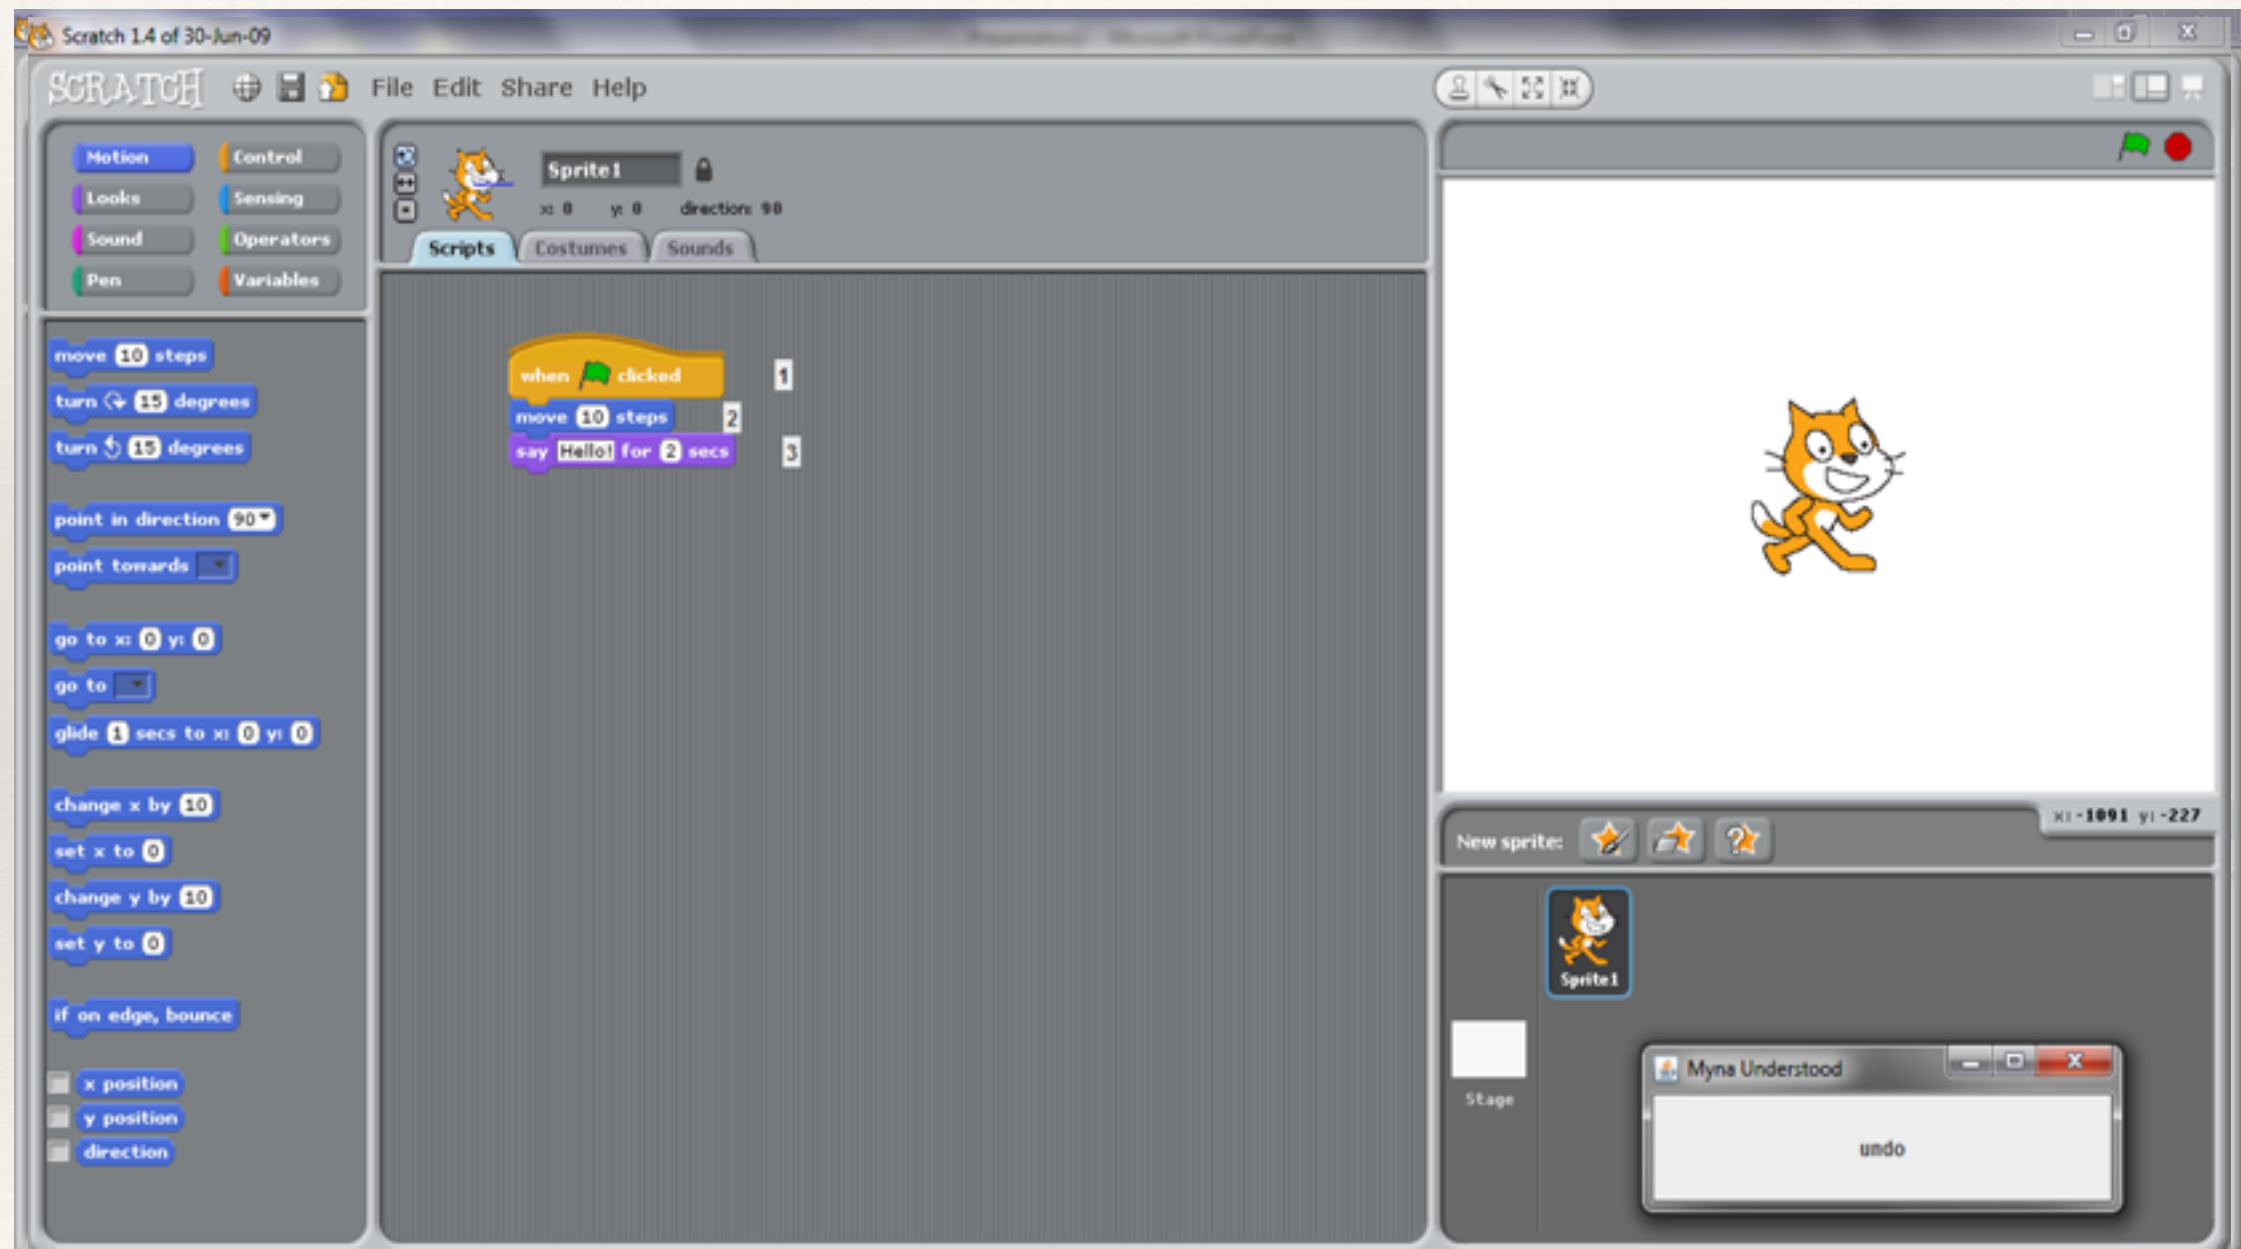 Scratch 1.4 of 30-Jun-09
SCRATCH File Edit Share Help
Motion Control
Looks Sensing
Sound Operators
Pen Variables
move 10 steps
turn 15 degrees
turn 15 degrees
point in direction 90
point towards
go to x: 0 y: 0
go to
glide 1 secs to x: 0 y: 0
change x by 10
set x to 0
change y by 10
set y to 0
if on edge, bounce
x position
y position
direction
Sprite1
x: 0 y: 0 direction: 90
Scripts Costumes Sounds
when clicked 1
move 10 steps 2
say Hello! for 2 secs 3
x: -1091 y: -227
New sprite:
Sprite1
Stage
Myna Understood
undo